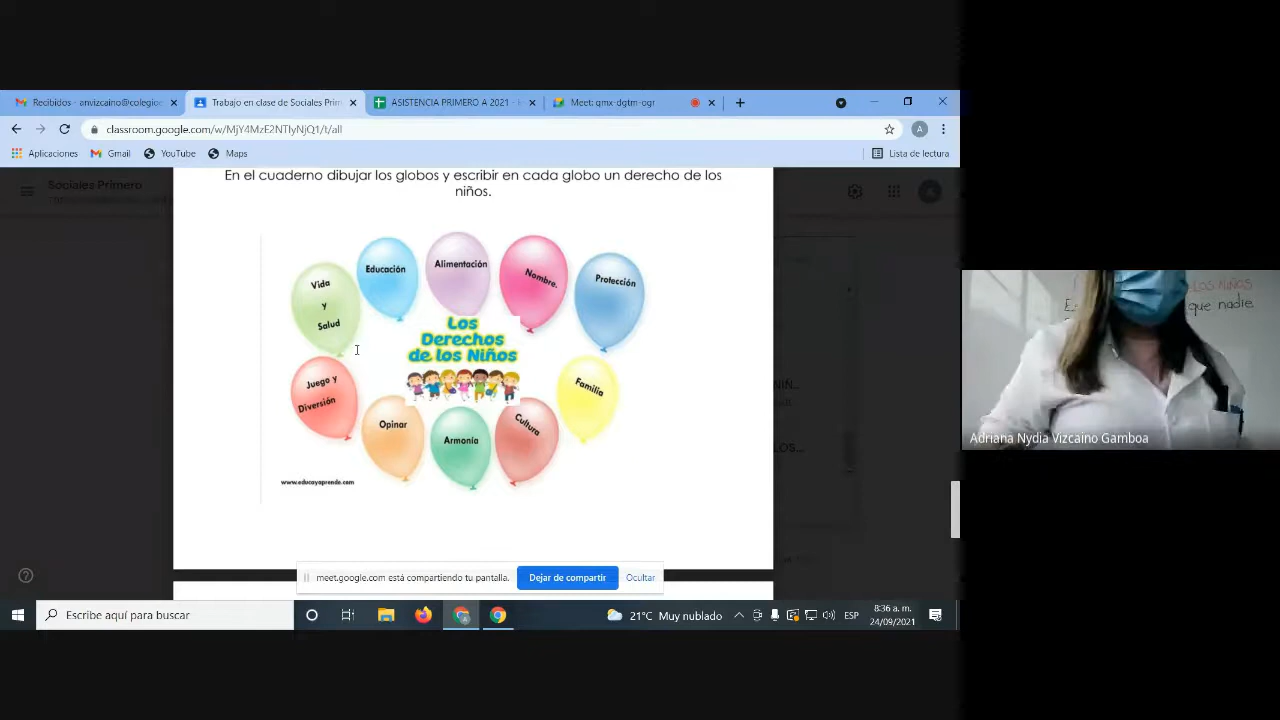 Recibidos - anvizcaino@colegio
Trabajo en clase de Sociales Prim
ASISTENCIA PRIMERO A 2021 - E
Meet: qmx-dgtm-ogr
classroom.google.com/w/MjY4MzE2NTIyNjQ1/t/all
A
Aplicaciones
Gmail
YouTube
Maps
Lista de lectura
Sociales Primero
En el cuaderno dibujar los globos y escribir en cada globo un derecho de los
niños.
Vida
y
Salud
Educación
Alimentación
Nombre.
Protección
Los
Derechos
de los Niños
Juego y
Diversión
Opinar
Armonía
Cultura
Familia
www.educayaprende.com
LOS NIÑOS
que nadie
Adriana Nydia Vizcaino Gamboa
meet.google.com está compartiendo tu pantalla.
Dejar de compartir
Ocultar
Escribe aquí para buscar
21°C Muy nublado
ESP
8:36 a. m.
24/09/2021